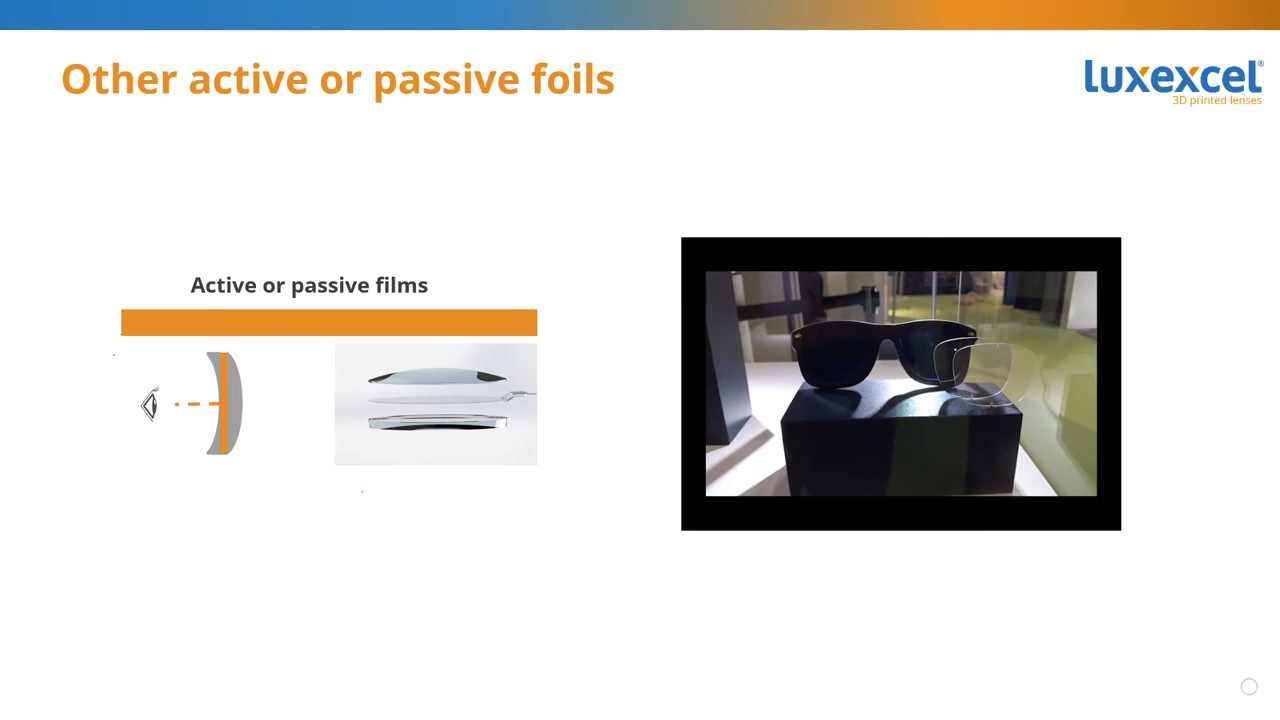 Other active or passive foils
luxexcel®
3D printed lenses
Active or passive films